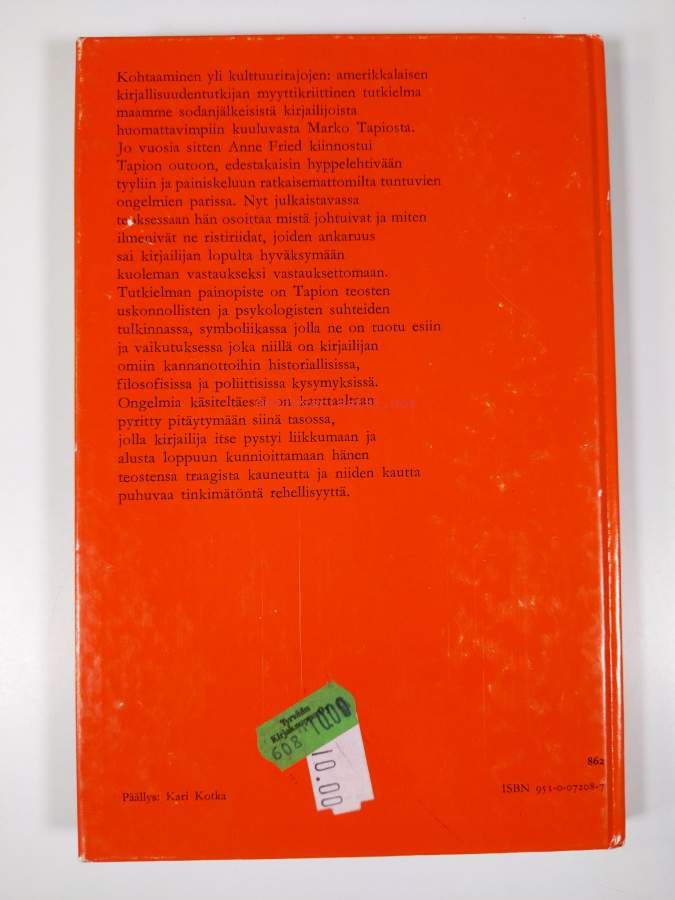 Kohtaaminen yli kulttuurirajojen: amerikkalaisen
kirjallisuudentutkijan myyttikriittinen tutkielma
maamme sodanjälkeisistä kirjailijoista
huomattavimpiin kuuluvasta Marko Tapiosta.
Jo vuosia sitten Anne Fried kiinnostui
Tapion outoon, edestakaisin hyppelehtivään
tyyliin ja painiskeluun ratkaisemattomilta tuntuvien
ongelmien parissa. Nyt julkaistavassa
teoksessaan hän osoittaa mistä johtuivat ja miten
ilmenivät ne ristiriidat, joiden ankaruus
sai kirjailijan lopulta hyväksymään
kuoleman vastaukseksi vastauksettomaan.
Tutkielman painopiste on Tapion teosten
uskonnollisten ja psykologisten suhteiden
tulkinnassa, symboliikassa jolla ne on tuotu esiin
ja vaikutuksessa joka niillä on kirjailijan
omiin kannanottoihin historiallisissa,
filosofisissa ja poliittisissa kysymyksissä.
Ongelmia käsiteltäessä on kauttaaltaan
pyritty pitäytymään siinä tasossa,
jolla kirjailija itse pystyi liikkumaan ja
alusta loppuun kunnioittamaan hänen
teostensa traagista kauneutta ja niiden kautta
puhuvaa tinkimätöntä rehellisyyttä.
Tyrvään
608 10.00
10.00
862
Päällys: Kari Kotka
ISBN 951-0-07208-7